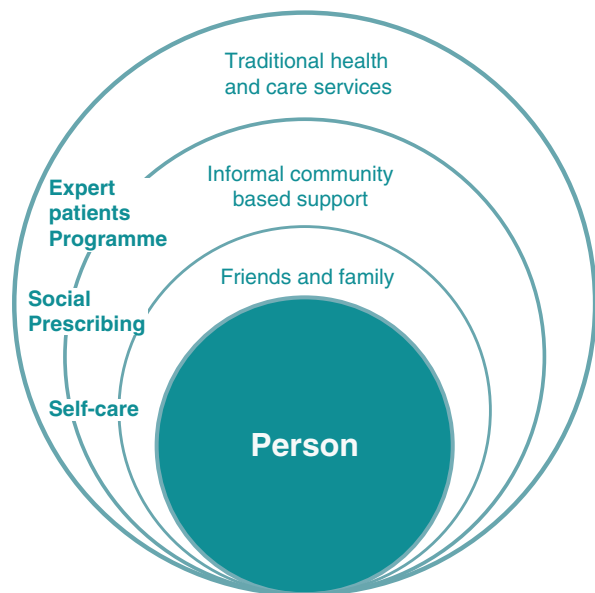 Traditional health
and care services
Informal community
based support
Expert
patients
Programme
Friends and family
Social
Prescribing
Self-care
Person